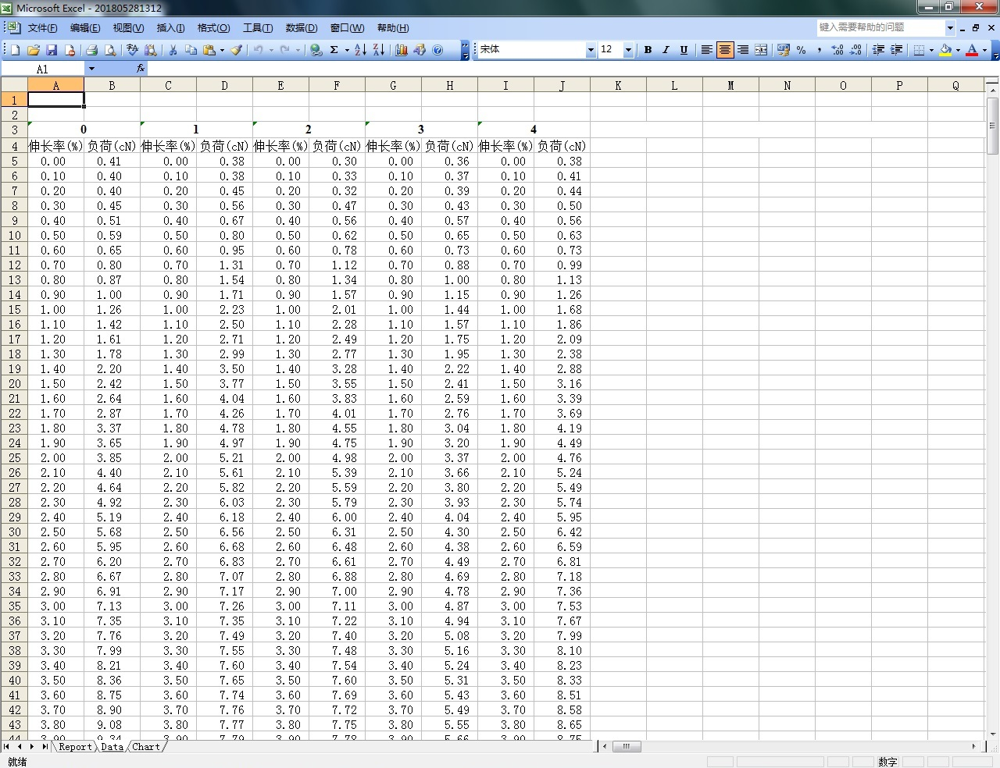 Microsoft Excel - 201805281312
文件(F) 编辑(E) 视图(V) 插入(I) 格式(O) 工具(T) 数据(D) 窗口(W) 帮助(H) 键入需要帮助的问题
宋体 12 B I U
A1 fx
A B C D E F G H I J K L M N O P Q
1
2
3 0 1 2 3 4
4 伸长率(%) 负荷(cN) 伸长率(%) 负荷(cN) 伸长率(%) 负荷(cN) 伸长率(%) 负荷(cN) 伸长率(%) 负荷(cN)
5 0.00 0.41 0.00 0.38 0.00 0.30 0.00 0.36 0.00 0.38
6 0.10 0.40 0.10 0.38 0.10 0.33 0.10 0.37 0.10 0.41
7 0.20 0.40 0.20 0.45 0.20 0.32 0.20 0.39 0.20 0.44
8 0.30 0.45 0.30 0.56 0.30 0.47 0.30 0.43 0.30 0.50
9 0.40 0.51 0.40 0.67 0.40 0.56 0.40 0.57 0.40 0.56
10 0.50 0.59 0.50 0.80 0.50 0.62 0.50 0.65 0.50 0.63
11 0.60 0.65 0.60 0.95 0.60 0.78 0.60 0.73 0.60 0.73
12 0.70 0.80 0.70 1.31 0.70 1.12 0.70 0.88 0.70 0.99
13 0.80 0.87 0.80 1.54 0.80 1.34 0.80 1.00 0.80 1.13
14 0.90 1.00 0.90 1.71 0.90 1.57 0.90 1.15 0.90 1.26
15 1.00 1.26 1.00 2.23 1.00 2.01 1.00 1.44 1.00 1.68
16 1.10 1.42 1.10 2.50 1.10 2.28 1.10 1.57 1.10 1.86
17 1.20 1.61 1.20 2.71 1.20 2.49 1.20 1.75 1.20 2.09
18 1.30 1.78 1.30 2.99 1.30 2.77 1.30 1.95 1.30 2.38
19 1.40 2.20 1.40 3.50 1.40 3.28 1.40 2.22 1.40 2.88
20 1.50 2.42 1.50 3.77 1.50 3.55 1.50 2.41 1.50 3.16
21 1.60 2.64 1.60 4.04 1.60 3.83 1.60 2.59 1.60 3.39
22 1.70 2.87 1.70 4.26 1.70 4.01 1.70 2.76 1.70 3.69
23 1.80 3.37 1.80 4.78 1.80 4.55 1.80 3.04 1.80 4.19
24 1.90 3.65 1.90 4.97 1.90 4.75 1.90 3.20 1.90 4.49
25 2.00 3.85 2.00 5.21 2.00 4.98 2.00 3.37 2.00 4.76
26 2.10 4.40 2.10 5.61 2.10 5.39 2.10 3.66 2.10 5.24
27 2.20 4.64 2.20 5.82 2.20 5.59 2.20 3.80 2.20 5.49
28 2.30 4.92 2.30 6.03 2.30 5.79 2.30 3.93 2.30 5.74
29 2.40 5.19 2.40 6.18 2.40 6.00 2.40 4.04 2.40 5.95
30 2.50 5.68 2.50 6.56 2.50 6.31 2.50 4.30 2.50 6.42
31 2.60 5.95 2.60 6.68 2.60 6.48 2.60 4.38 2.60 6.59
32 2.70 6.20 2.70 6.83 2.70 6.61 2.70 4.49 2.70 6.81
33 2.80 6.67 2.80 7.07 2.80 6.88 2.80 4.69 2.80 7.18
34 2.90 6.91 2.90 7.17 2.90 7.00 2.90 4.78 2.90 7.36
35 3.00 7.13 3.00 7.26 3.00 7.11 3.00 4.87 3.00 7.53
36 3.10 7.35 3.10 7.35 3.10 7.22 3.10 4.94 3.10 7.67
37 3.20 7.76 3.20 7.49 3.20 7.40 3.20 5.08 3.20 7.99
38 3.30 7.99 3.30 7.55 3.30 7.48 3.30 5.16 3.30 8.10
39 3.40 8.21 3.40 7.60 3.40 7.54 3.40 5.24 3.40 8.23
40 3.50 8.36 3.50 7.65 3.50 7.60 3.50 5.31 3.50 8.33
41 3.60 8.75 3.60 7.74 3.60 7.69 3.60 5.43 3.60 8.51
42 3.70 8.90 3.70 7.76 3.70 7.72 3.70 5.49 3.70 8.58
43 3.80 9.08 3.80 7.77 3.80 7.75 3.80 5.55 3.80 8.65
44 3.90 9.34 3.90 7.79 3.90 7.78 3.90 5.66 3.90 8.75
Report Data Chart
就绪 数字